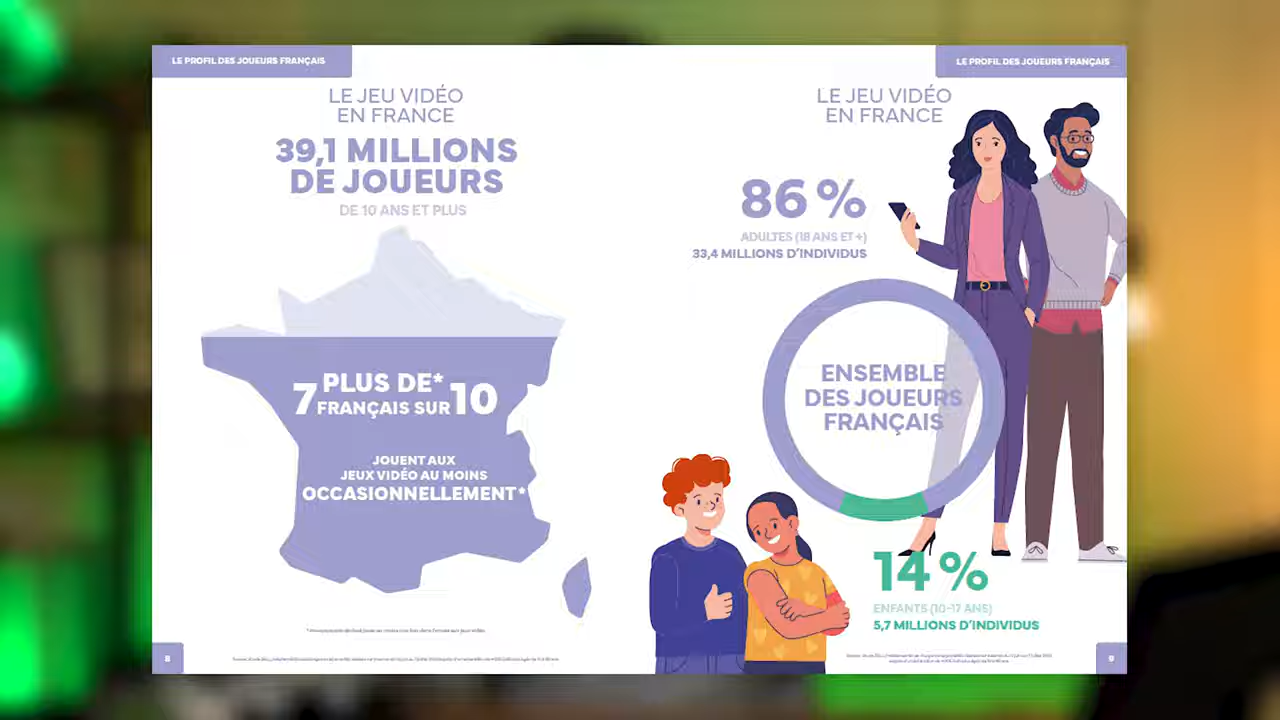 LE PROFIL DES JOUEURS FRANÇAIS
LE JEU VIDÉO
EN FRANCE
39,1 MILLIONS
DE JOUEURS
DE 10 ANS ET PLUS
7 PLUS DE* 10
FRANÇAIS SUR
JOUENT AUX
JEUX VIDÉO AU MOINS
OCCASIONNELLEMENT*
8
LE PROFIL DES JOUEURS FRANÇAIS
LE JEU VIDÉO
EN FRANCE
86 %
ADULTES (18 ANS ET +)
33,4 MILLIONS D'INDIVIDUS
ENSEMBLE
DES JOUEURS
FRANÇAIS
14 %
ENFANTS (10-17 ANS)
5,7 MILLIONS D'INDIVIDUS
9